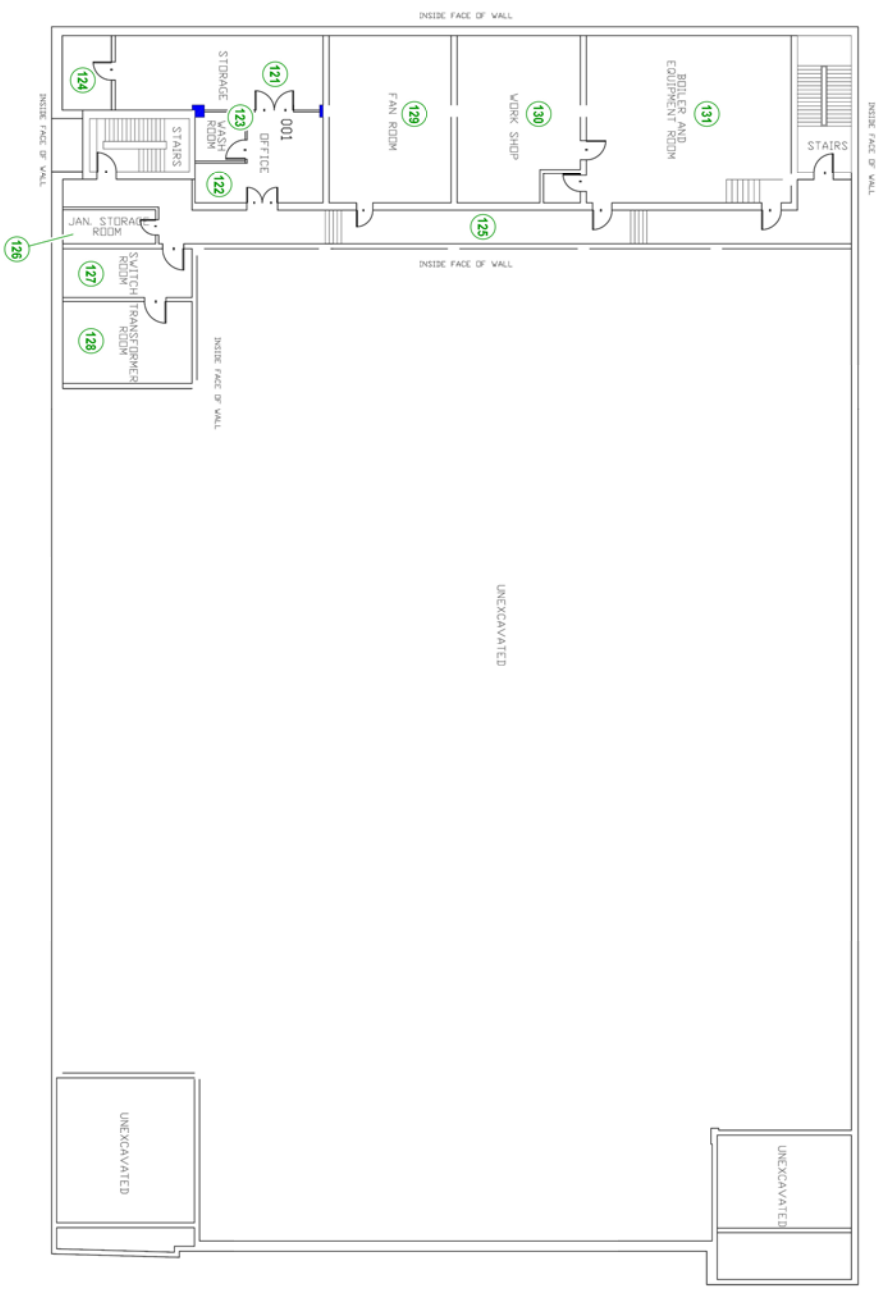 INSIDE FACE OF WALL
INSIDE FACE OF WALL
INSIDE FACE OF WALL
124
STORAGE
121
123
WASH
ROOM
001
OFFICE
122
STAIRS
129
FAN ROOM
130
WORK SHOP
131
BOILER AND
EQUIPMENT ROOM
STAIRS
125
JAN. STORAGE
ROOM
126
INSIDE FACE OF WALL
127
SWITCH
ROOM
128
TRANSFORMER
ROOM
INSIDE FACE OF WALL
UNEXCAVATED
UNEXCAVATED
UNEXCAVATED